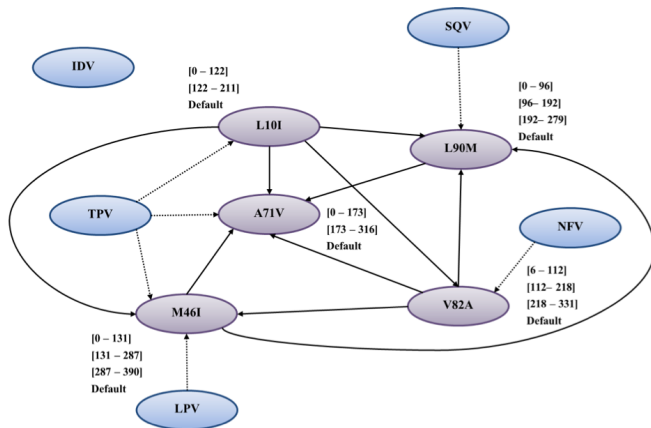 SQV
IDV
[0 – 122]
[122 – 211]
Default
[0 – 96]
[96 – 192]
[192 – 279]
Default
L10I
L90M
TPV
A71V
[0 – 173]
[173 – 316]
Default
NFV
[6 – 112]
[112– 218]
[218 – 331]
Default
V82A
M46I
[0 – 131]
[131 – 287]
[287 – 390]
Default
LPV